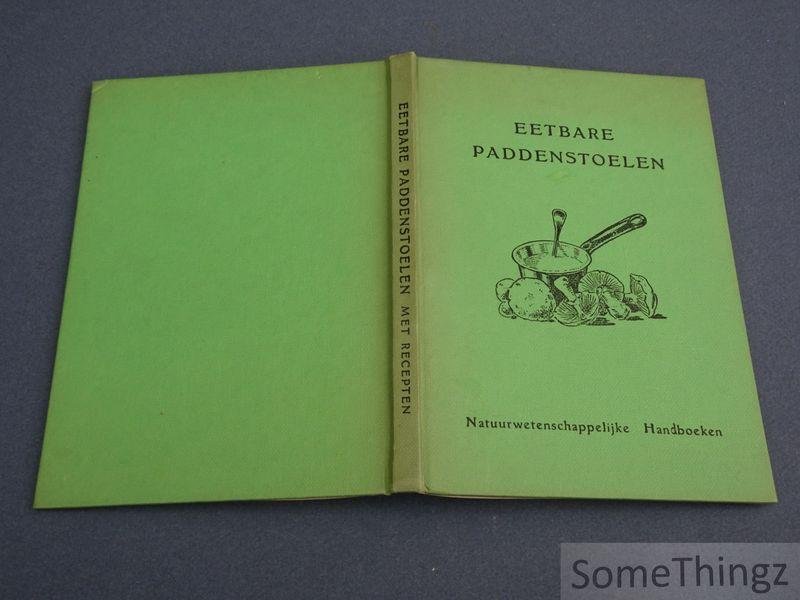 EETBARE PADDENSTOELEN MET RECEPTEN
EETBARE
PADDENSTOELEN
Natuurwetenschappelijke Handboeken
SomeThingz